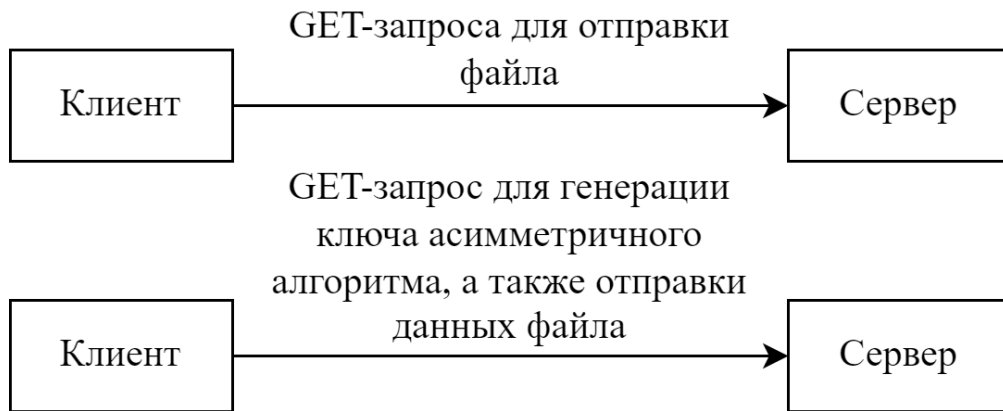 GET-запроса для отправки
файла
Клиент
Сервер
GET-запрос для генерации
ключа асимметричного
алгоритма, а также отправки
данных файла
Клиент
Сервер